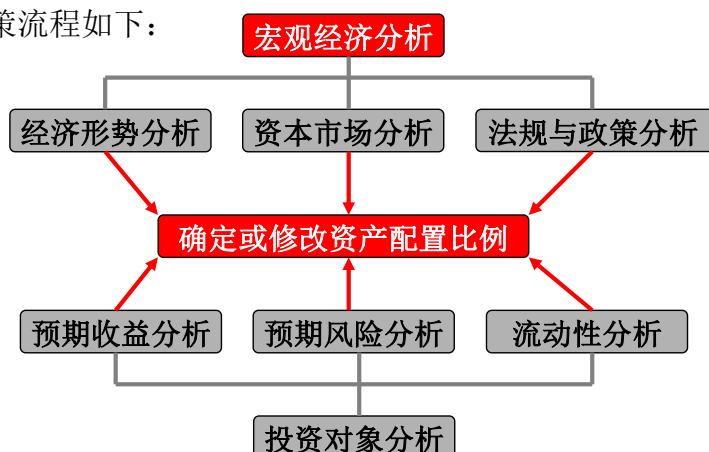 策流程如下：
宏观经济分析
经济形势分析 资本市场分析 法规与政策分析
确定或修改资产配置比例
预期收益分析 预期风险分析 流动性分析
投资对象分析